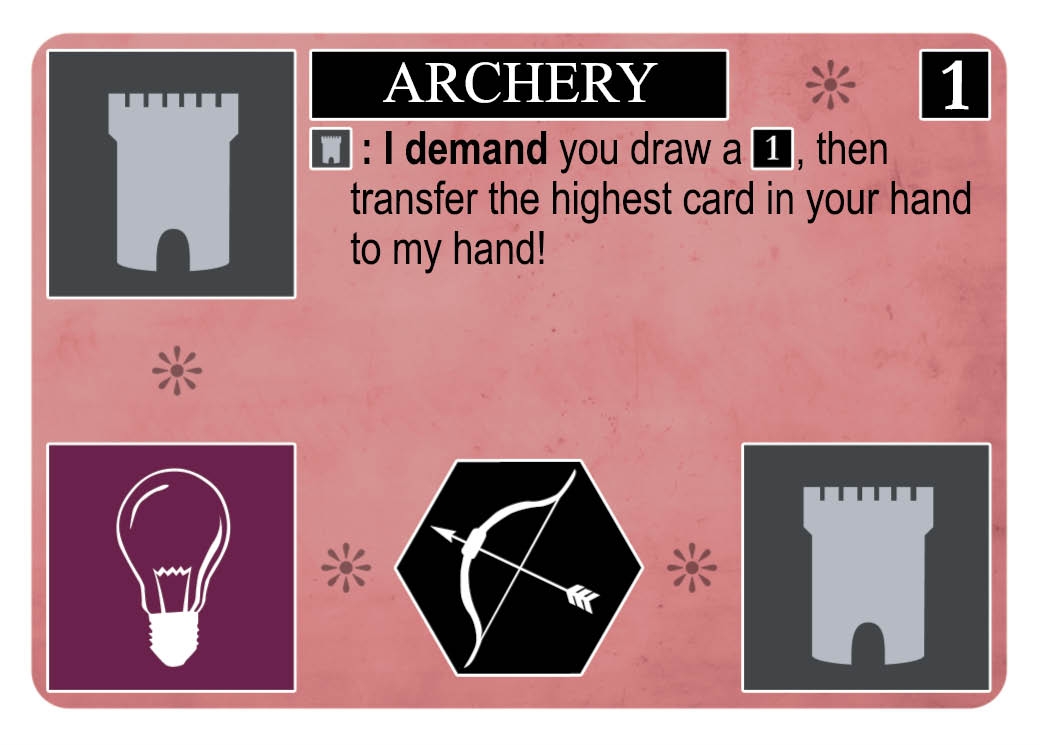 ARCHERY
1
: I demand you draw a 1, then
transfer the highest card in your hand
to my hand!